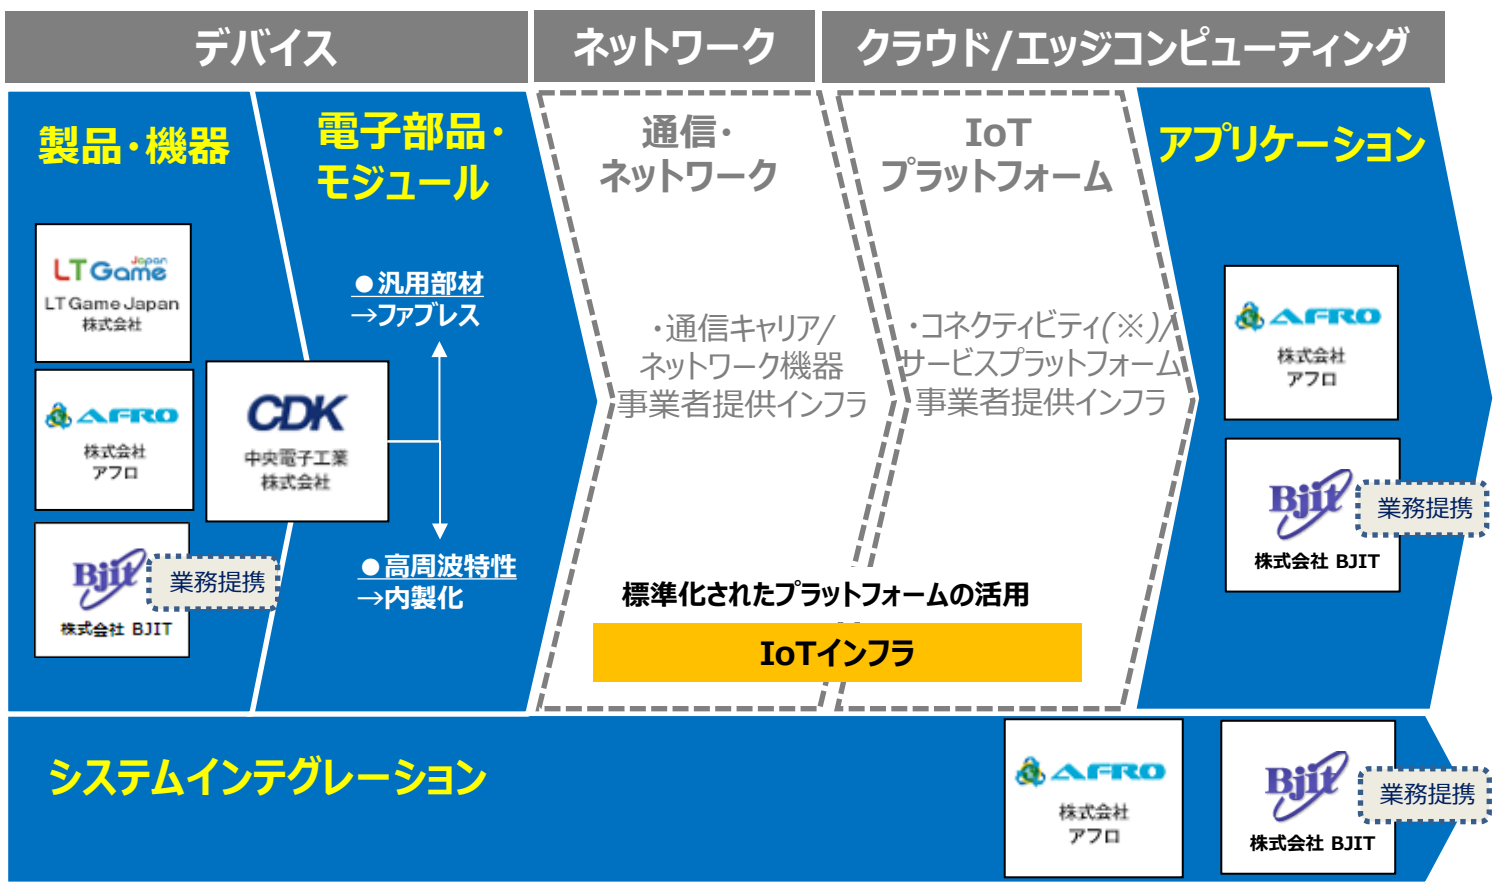 デバイス
ネットワーク
クラウド/エッジコンピューティング
製品・機器
電子部品・
モジュール
通信・
ネットワーク
IoT
プラットフォーム
アプリケーション
LT Game Japan
LT Game Japan
株式会社
AFRO
株式会社
アフロ
Bjit
株式会社 BJIT
業務提携
CDK
中央電子工業
株式会社
●汎用部材
→ファブレス
●高周波特性
→内製化
・通信キャリア/
ネットワーク機器
事業者提供インフラ
・コネクティビティ(※)/
サービスプラットフォーム
事業者提供インフラ
標準化されたプラットフォームの活用
IoTインフラ
AFRO
株式会社
アフロ
Bjit
株式会社 BJIT
業務提携
システムインテグレーション
AFRO
株式会社
アフロ
Bjit
株式会社 BJIT
業務提携